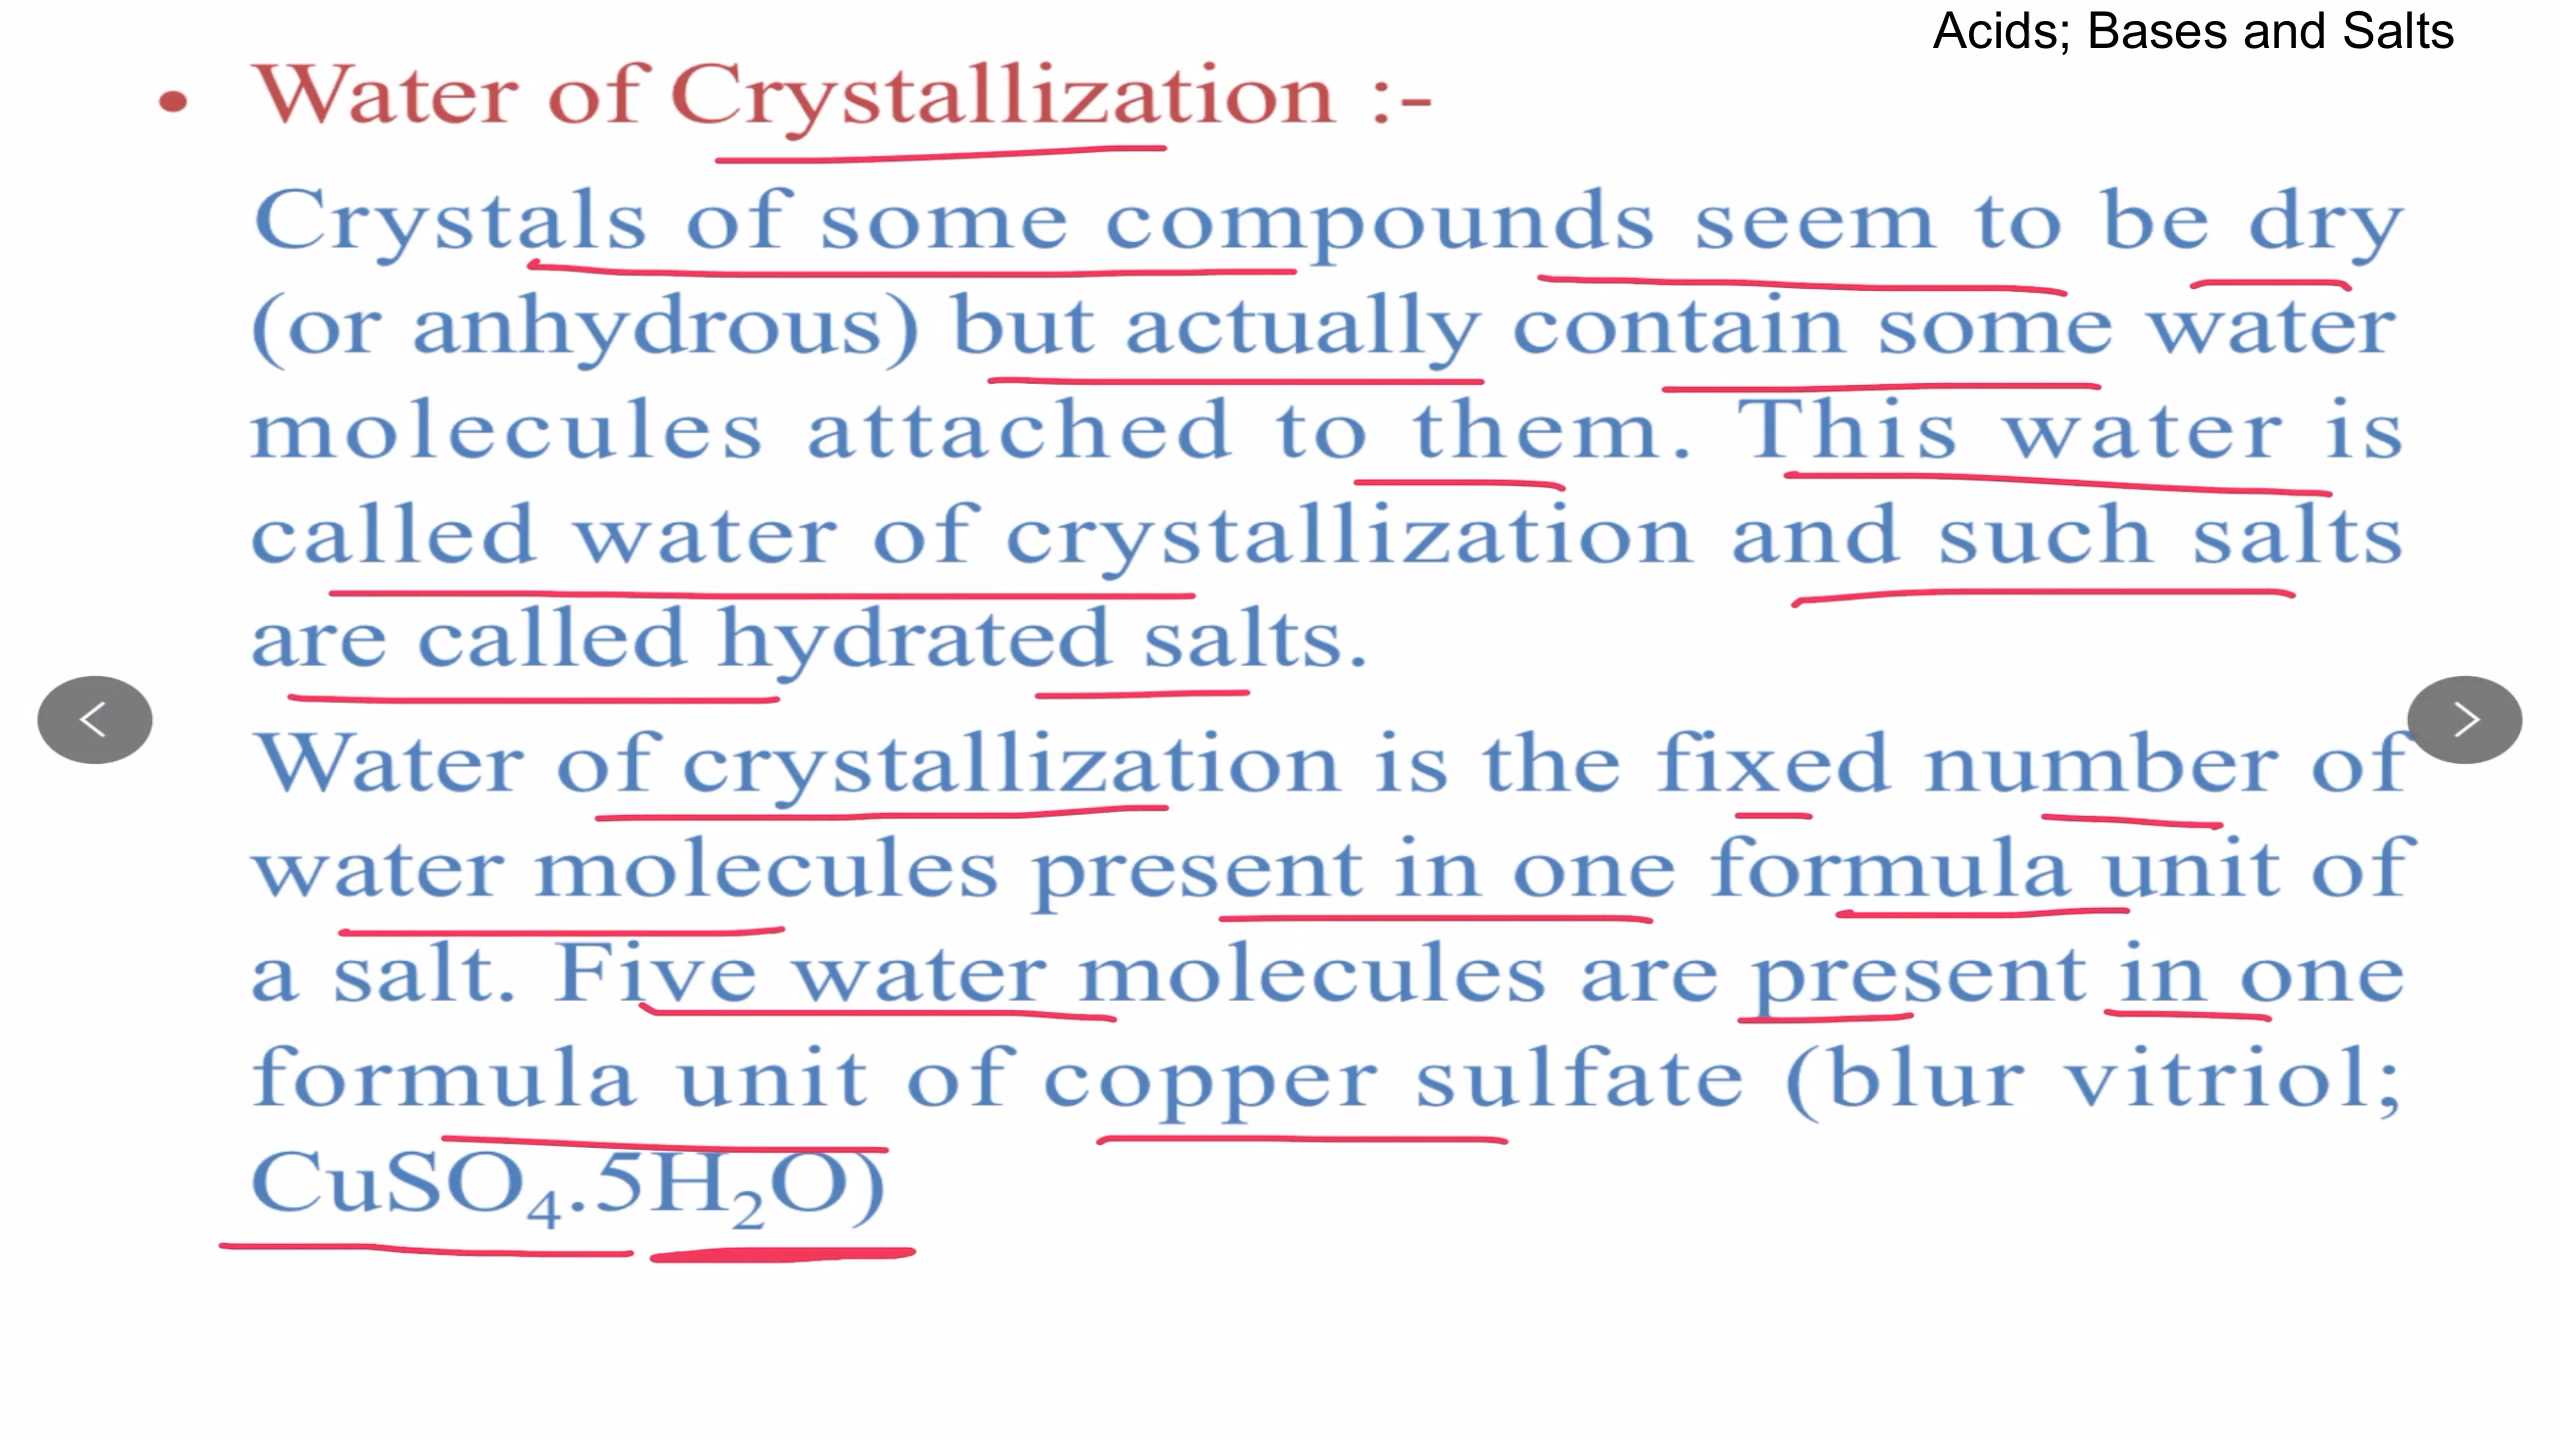 Acids; Bases and Salts
• Water of Crystallization :-
Crystals of some compounds seem to be dry
(or anhydrous) but actually contain some water
molecules attached to them. This water is
called water of crystallization and such salts
are called hydrated salts.
Water of crystallization is the fixed number of
water molecules present in one formula unit of
a salt. Five water molecules are present in one
formula unit of copper sulfate (blur vitriol;
CuSO₄.5H₂O)